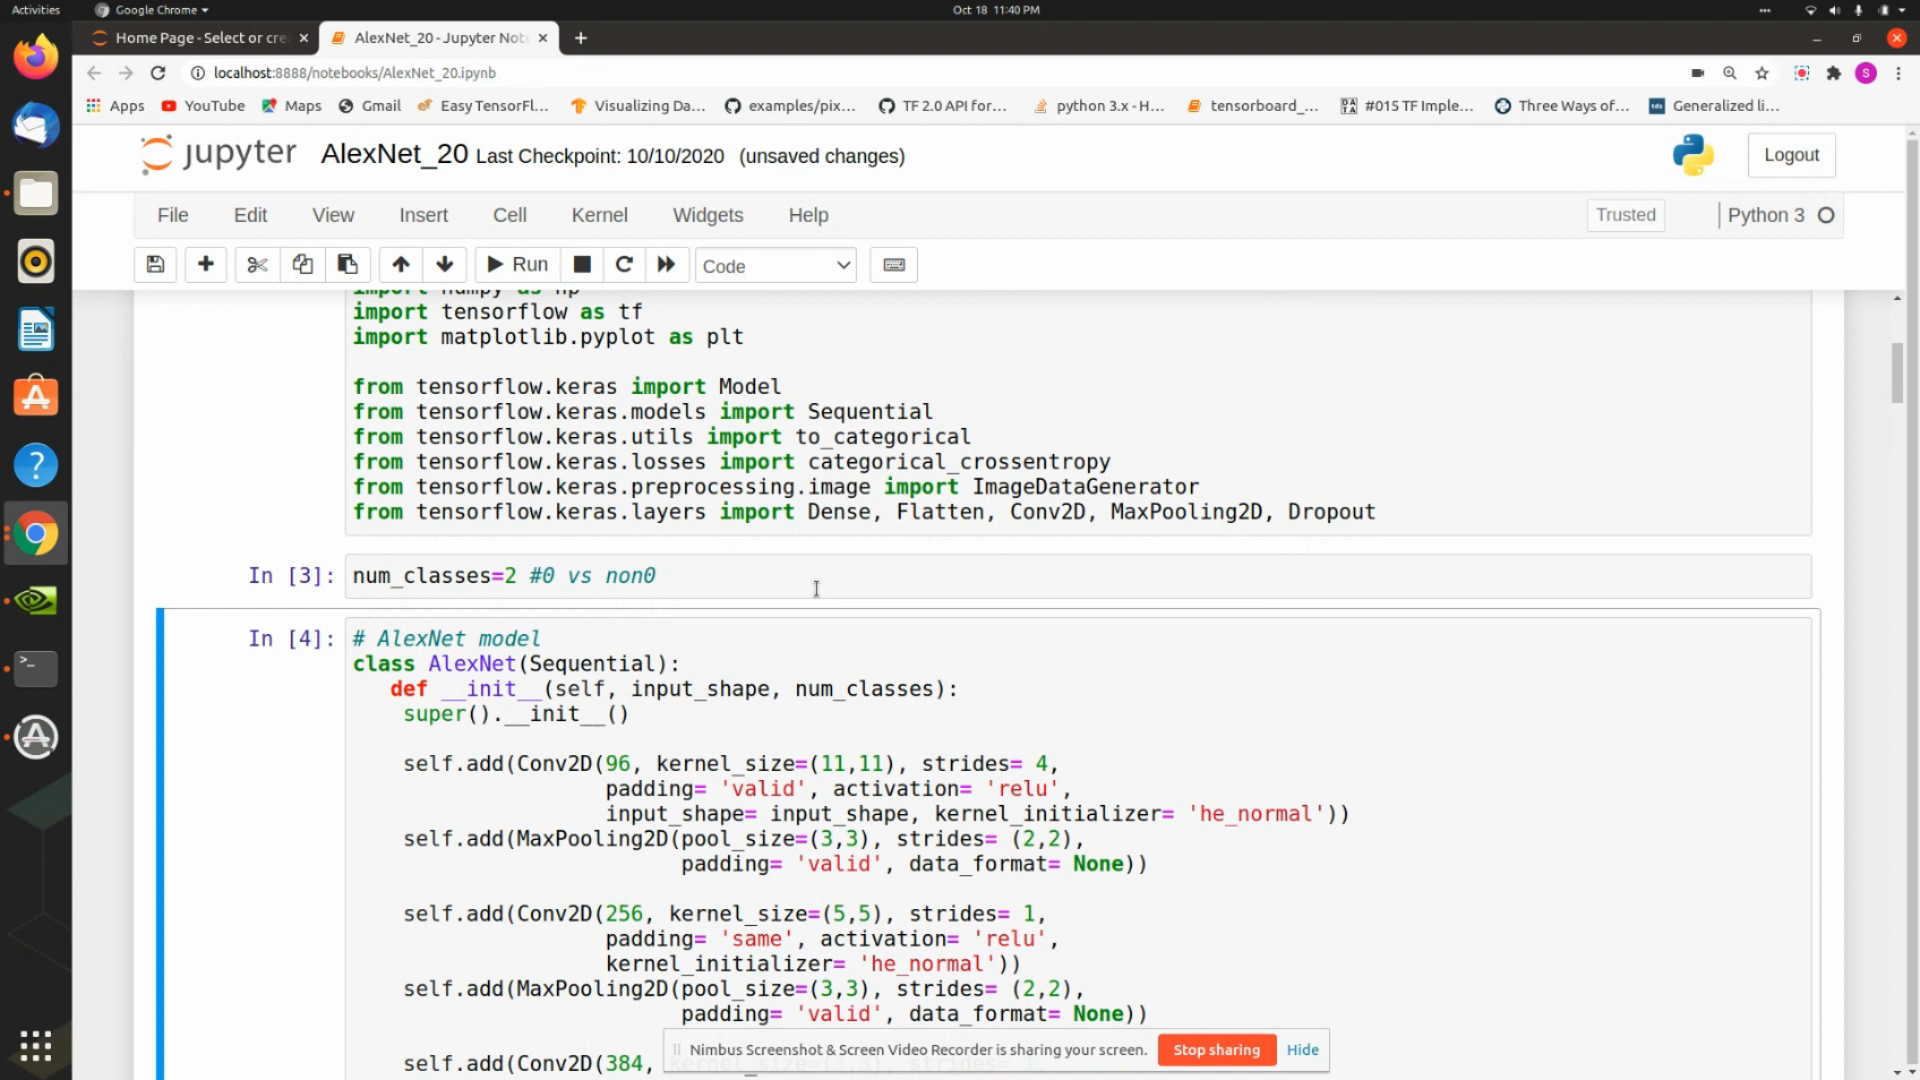 Activities
Google Chrome
Oct 18 11:40 PM
Home Page - Select or cre
AlexNet_20 - Jupyter Not
localhost:8888/notebooks/AlexNet_20.ipynb
S
Apps
YouTube
Maps
Gmail
Easy TensorFl...
Visualizing Da...
examples/pix...
TF 2.0 API for...
python 3.x - H...
tensorboard_...
#015 TF Imple...
Three Ways of...
Generalized li...
jupyter AlexNet_20 Last Checkpoint: 10/10/2020 (unsaved changes)
Logout
File Edit View Insert Cell Kernel Widgets Help
Trusted
Python 3
Run
Code
import numpy as np
import tensorflow as tf
import matplotlib.pyplot as plt
from tensorflow.keras import Model
from tensorflow.keras.models import Sequential
from tensorflow.keras.utils import to_categorical
from tensorflow.keras.losses import categorical_crossentropy
from tensorflow.keras.preprocessing.image import ImageDataGenerator
from tensorflow.keras.layers import Dense, Flatten, Conv2D, MaxPooling2D, Dropout
In [3]: num_classes=2 #0 vs non0
In [4]: # AlexNet model
class AlexNet(Sequential):
def __init__(self, input_shape, num_classes):
super().__init__()
self.add(Conv2D(96, kernel_size=(11,11), strides= 4,
padding= 'valid', activation= 'relu',
input_shape= input_shape, kernel_initializer= 'he_normal'))
self.add(MaxPooling2D(pool_size=(3,3), strides= (2,2),
padding= 'valid', data_format= None))
self.add(Conv2D(256, kernel_size=(5,5), strides= 1,
padding= 'same', activation= 'relu',
kernel_initializer= 'he_normal'))
self.add(MaxPooling2D(pool_size=(3,3), strides= (2,2),
padding= 'valid', data_format= None))
Nimbus Screenshot & Screen Video Recorder is sharing your screen.
Stop sharing
Hide
self.add(Conv2D(384,